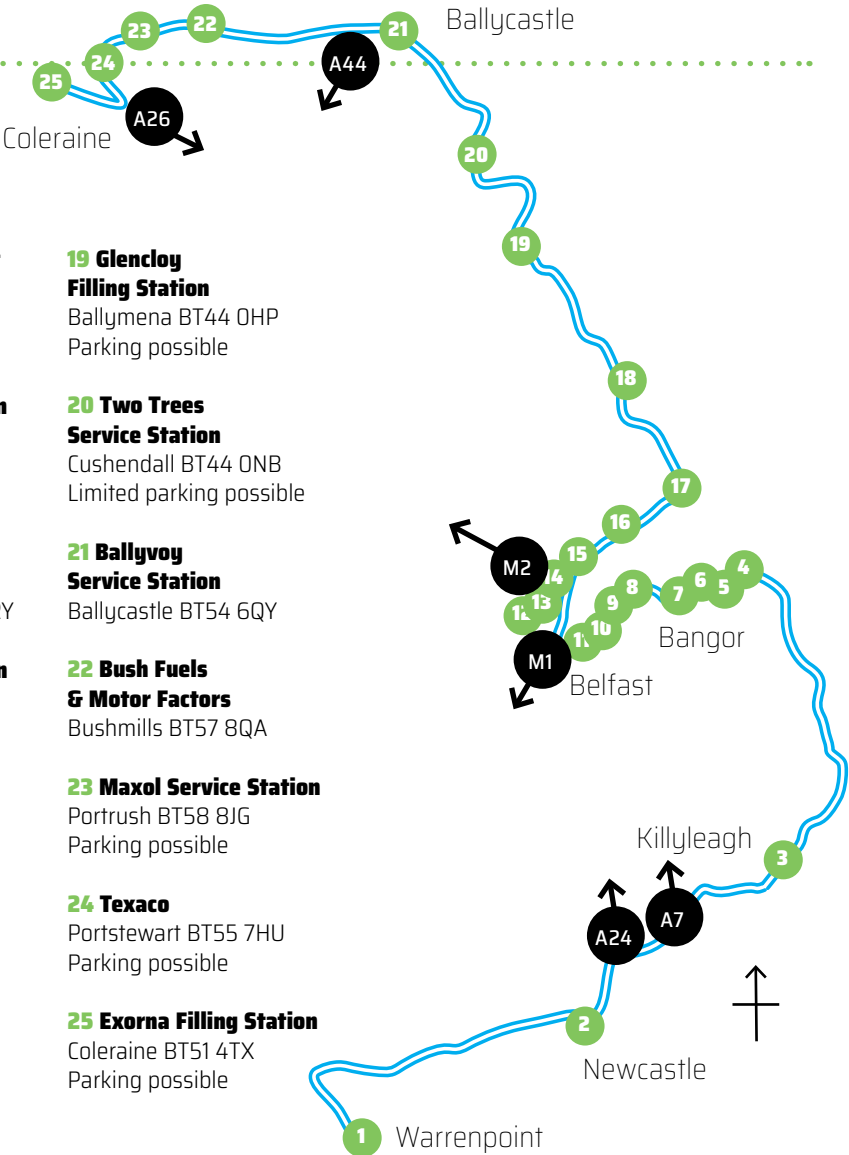 Ballycastle
23
22
21
24
A44
25
A26
Coleraine
20
19
19 Glencloy
Filling Station
Ballymena BT44 0HP
Parking possible
20 Two Trees
Service Station
Cushendall BT44 0NB
Limited parking possible
21 Ballyvoy
Service Station
Ballycastle BT54 6QY
22 Bush Fuels
& Motor Factors
Bushmills BT57 8QA
23 Maxol Service Station
Portrush BT58 8JG
Parking possible
24 Texaco
Portstewart BT55 7HU
Parking possible
25 Exorna Filling Station
Coleraine BT51 4TX
Parking possible
18
17
16
15
M2
14
13
4
6
5
7
8
9
10
Bangor
M1
Belfast
Killyleagh
3
A7
A24
2
Newcastle
1
Warrenpoint